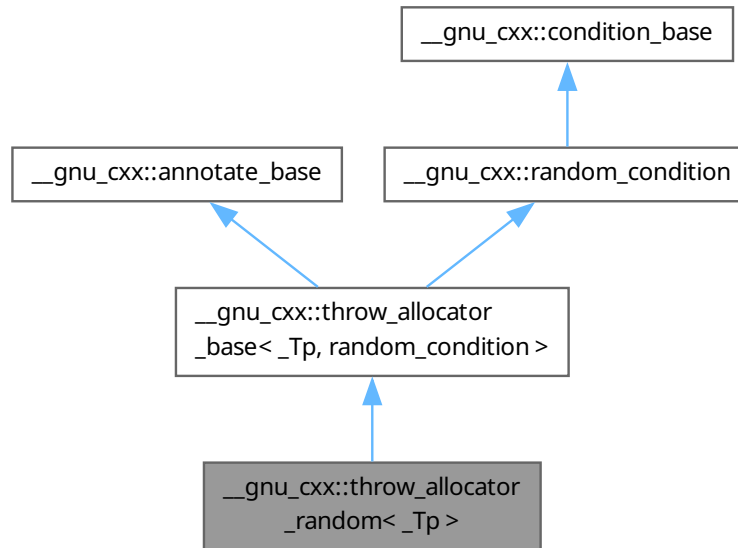 __gnu_cxx::condition_base
__gnu_cxx::annotate_base
__gnu_cxx::random_condition
__gnu_cxx::throw_allocator
_base< _Tp, random_condition >
__gnu_cxx::throw_allocator
_random< _Tp >